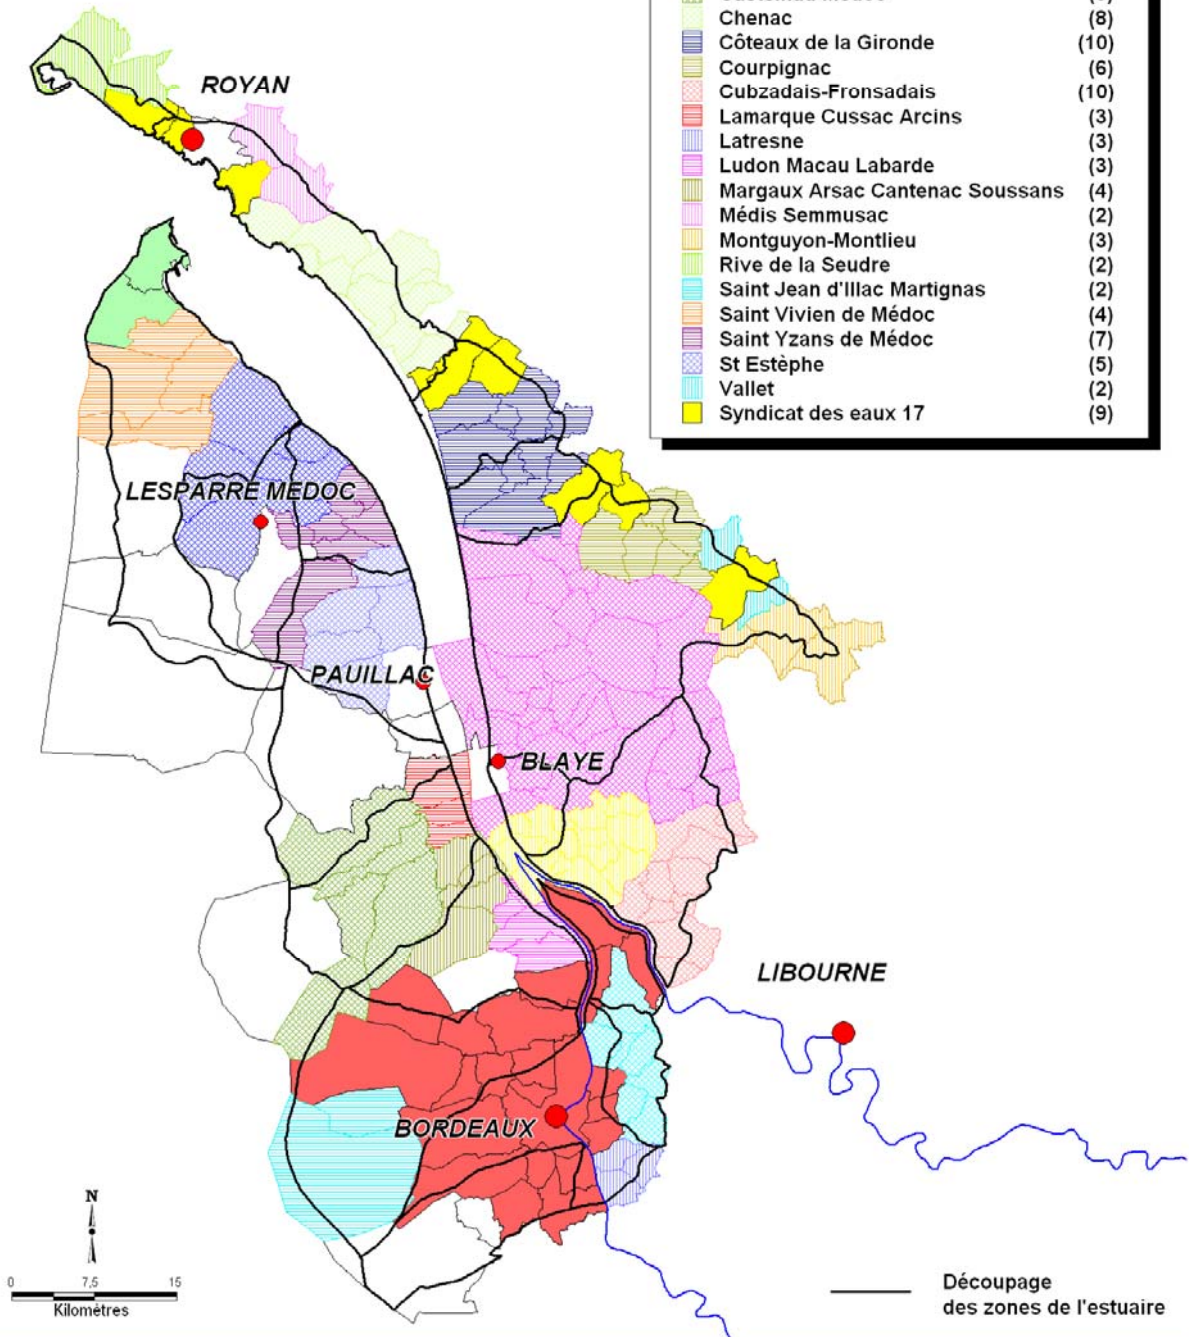 Chenac (8)
Côteaux de la Gironde (10)
Courpignac (6)
Cubzadais-Fronsadais (10)
Lamarque Cussac Arcins (3)
Latresne (3)
Ludon Macau Labarde (3)
Margaux Arsac Cantenac Soussans (4)
Médis Semmusac (2)
Montguyon-Montlieu (3)
Rive de la Seudre (2)
Saint Jean d'Illac Martignas (2)
Saint Vivien de Médoc (4)
Saint Yzans de Médoc (7)
St Estèphe (5)
Vallet (2)
Syndicat des eaux 17 (9)
ROYAN
LESPARRE MEDOC
PAUILLAC
BLAYE
LIBOURNE
BORDEAUX
N
0 7,5 15
Kilomètres
Découpage
des zones de l'estuaire